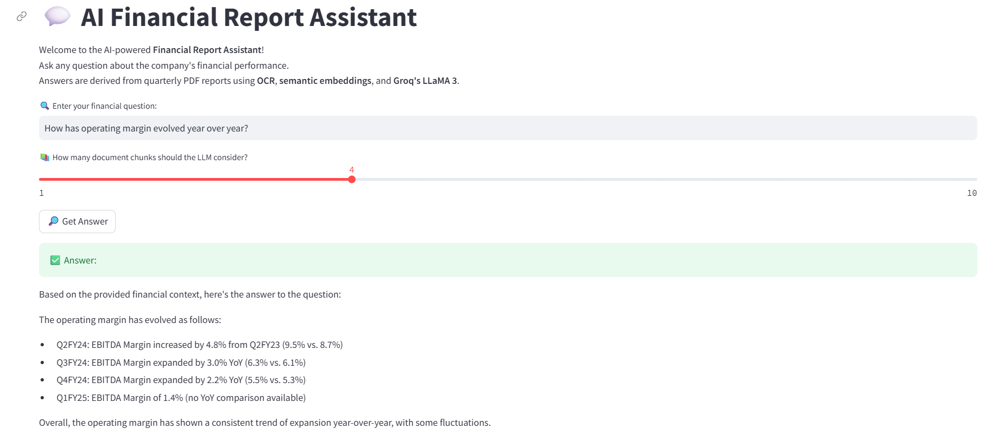 AI Financial Report Assistant
Welcome to the AI-powered Financial Report Assistant!
Ask any question about the company's financial performance.
Answers are derived from quarterly PDF reports using OCR, semantic embeddings, and Groq's LLaMA 3.
Enter your financial question:
How has operating margin evolved year over year?
How many document chunks should the LLM consider?
4
1 10
Get Answer
Answer:
Based on the provided financial context, here's the answer to the question:
The operating margin has evolved as follows:
• Q2FY24: EBITDA Margin increased by 4.8% from Q2FY23 (9.5% vs. 8.7%)
• Q3FY24: EBITDA Margin expanded by 3.0% YoY (6.3% vs. 6.1%)
• Q4FY24: EBITDA Margin expanded by 2.2% YoY (5.5% vs. 5.3%)
• Q1FY25: EBITDA Margin of 1.4% (no YoY comparison available)
Overall, the operating margin has shown a consistent trend of expansion year-over-year, with some fluctuations.